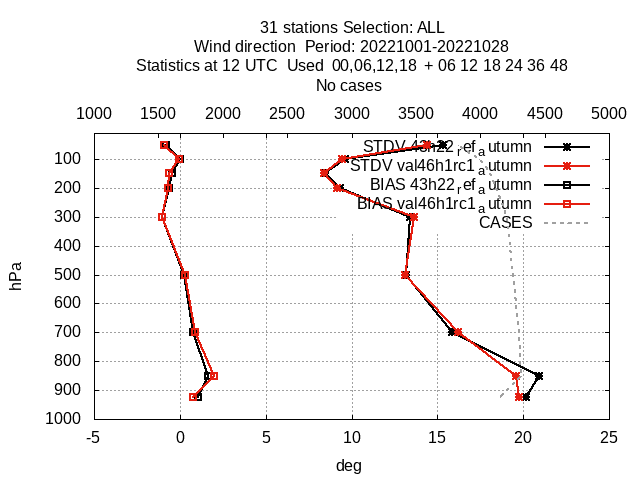 31 stations Selection: ALL
Wind direction  Period: 20221001-20221028
Statistics at 12 UTC  Used  00,06,12,18  + 06 12 18 24 36 48
No cases
1000 1500 2000 2500 3000 3500 4000 4500 5000
STDV 43h22_ref_autumn
STDV val46h1rc1_autumn
BIAS 43h22_ref_autumn
BIAS val46h1rc1_autumn
CASES
hPa
100
200
300
400
500
600
700
800
900
1000
-5 0 5 10 15 20 25
deg